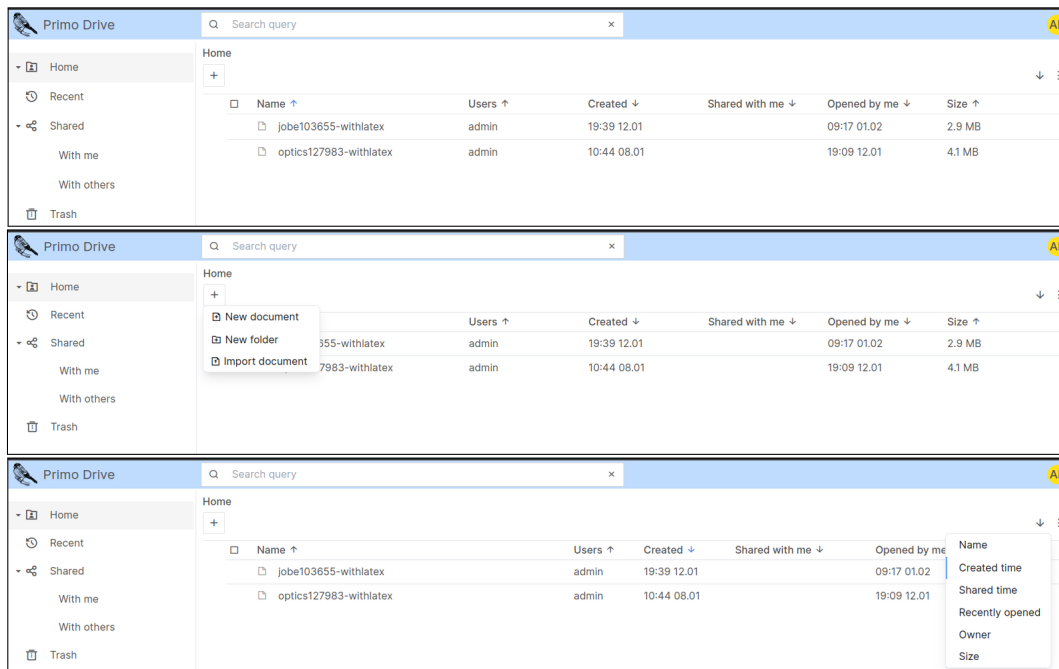 Primo Drive Search query × A
Home Home
+
Recent
Name ↑ Users ↑ Created ↓ Shared with me ↓ Opened by me ↓ Size ↑
Shared jobe103655-withlatex admin 19:39 12.01 09:17 01.02 2.9 MB
With me optics127983-withlatex admin 10:44 08.01 19:09 12.01 4.1 MB
With others
Trash
Primo Drive Search query × A
Home Home
+
Recent New document
Users ↑ Created ↓ Shared with me ↓ Opened by me ↓ Size ↑
New folder
Shared 655-withlatex admin 19:39 12.01 09:17 01.02 2.9 MB
Import document
With me 7983-withlatex admin 10:44 08.01 19:09 12.01 4.1 MB
With others
Trash
Primo Drive Search query × A
Home Home
+
Recent
Name ↑ Users ↑ Created ↓ Shared with me ↓ Opened by me
Shared jobe103655-withlatex admin 19:39 12.01 09:17 01.02
With me optics127983-withlatex admin 10:44 08.01 19:09 12.01
With others
Trash
Name
Created time
Shared time
Recently opened
Owner
Size